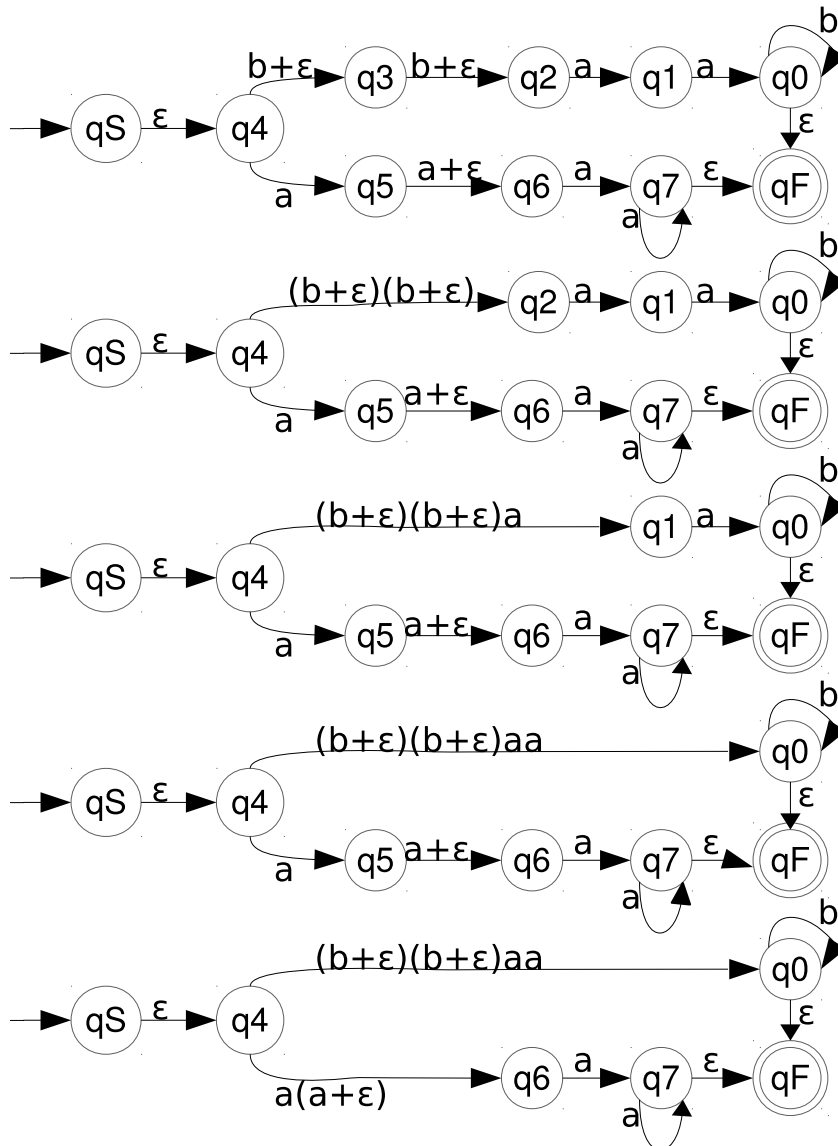 b+ε q3 b+ε q2 a q1 a q0 b
qS ε q4 ε
a q5 a+ε q6 a q7 ε qF
a
(b+ε)(b+ε) q2 a q1 a q0 b
qS ε q4 ε
a q5 a+ε q6 a q7 ε qF
a
(b+ε)(b+ε)a q1 a q0 b
qS ε q4 ε
a q5 a+ε q6 a q7 ε qF
a
(b+ε)(b+ε)aa q0 b
qS ε q4 ε
a q5 a+ε q6 a q7 ε qF
a
(b+ε)(b+ε)aa q0 b
qS ε q4 ε
a(a+ε) q6 a q7 ε qF
a